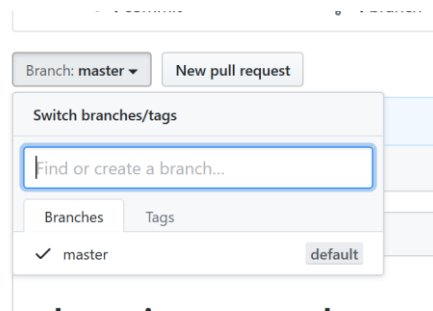 Branch: master
New pull request
Switch branches/tags
Find or create a branch...
Branches
Tags
master
default